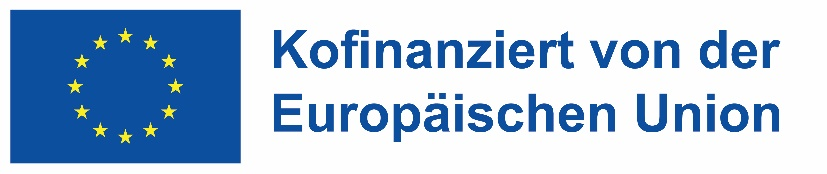 Kofinanziert von der
Europäischen Union